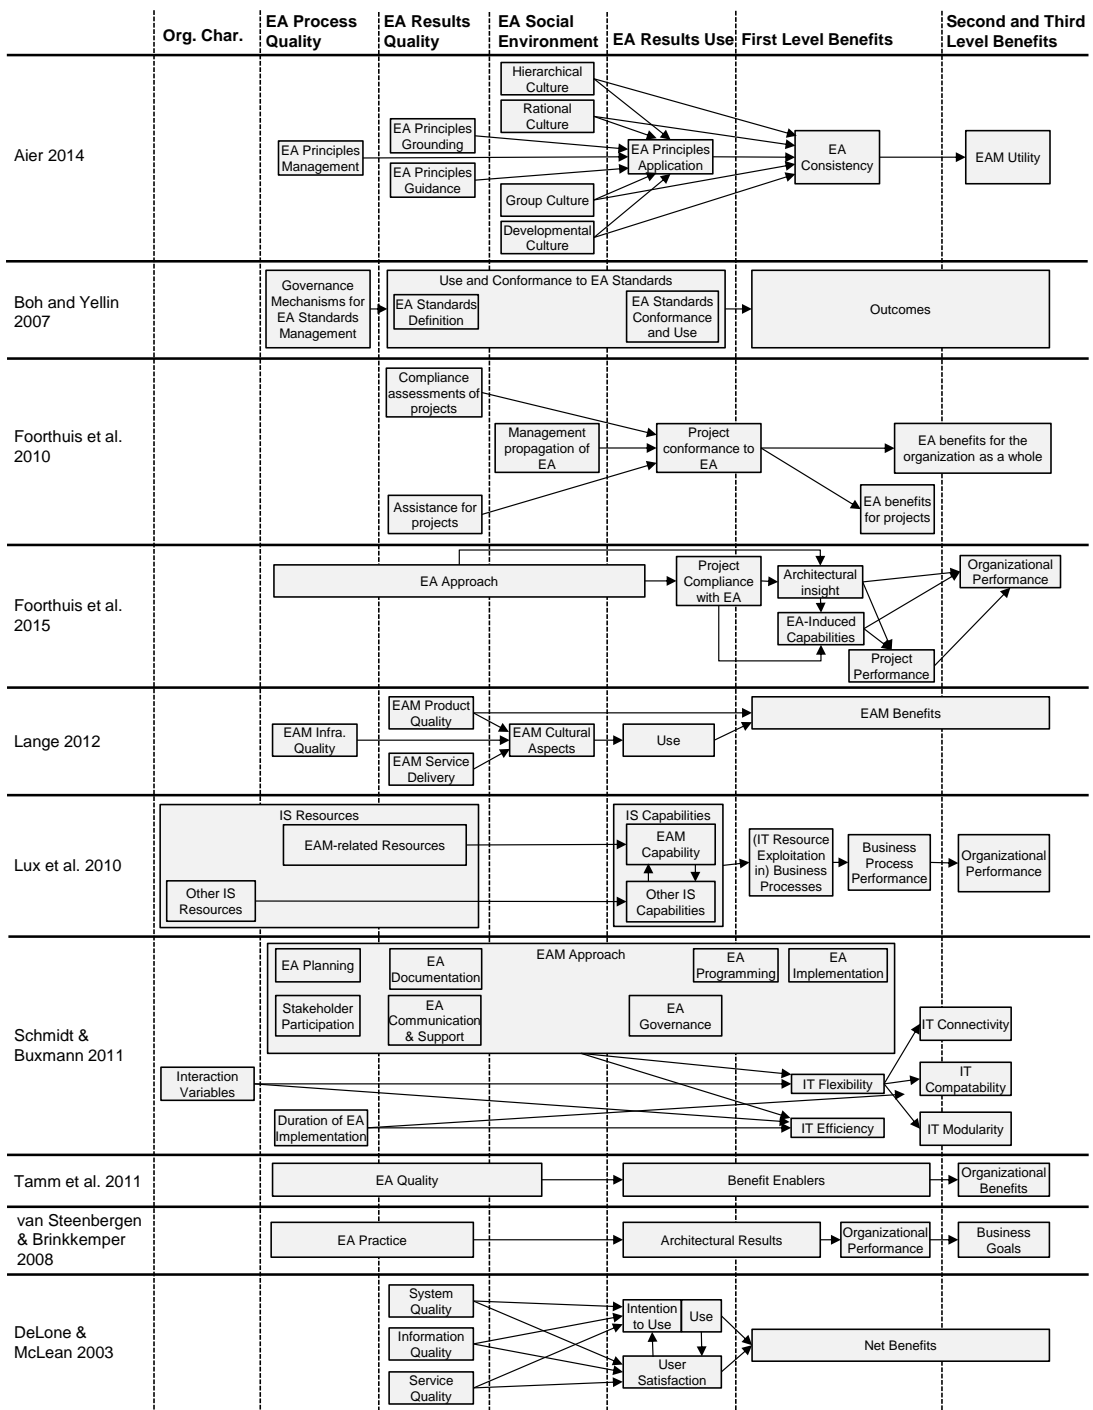 Org. Char.
EA Process
Quality
EA Results
Quality
EA Social
Environment
EA Results Use
First Level Benefits
Second and Third
Level Benefits
Aier 2014
EA Principles
Management
EA Principles
Grounding
EA Principles
Guidance
Hierarchical
Culture
Rational
Culture
Group Culture
Developmental
Culture
EA Principles
Application
EA
Consistency
EAM Utility
Boh and Yellin
2007
Governance
Mechanisms for
EA Standards
Management
Use and Conformance to EA Standards
EA Standards
Definition
EA Standards
Conformance
and Use
Outcomes
Foorthuis et al.
2010
Compliance
assessments of
projects
Assistance for
projects
Management
propagation of
EA
Project
conformance to
EA
EA benefits for the
organization as a whole
EA benefits
for projects
Foorthuis et al.
2015
EA Approach
Project
Compliance
with EA
Architectural
insight
EA-Induced
Capabilities
Project
Performance
Organizational
Performance
Lange 2012
EAM Infra.
Quality
EAM Product
Quality
EAM Service
Delivery
EAM Cultural
Aspects
Use
EAM Benefits
Lux et al. 2010
IS Resources
EAM-related Resources
Other IS
Resources
IS Capabilities
EAM
Capability
Other IS
Capabilities
(IT Resource
Exploitation
in) Business
Processes
Business
Process
Performance
Organizational
Performance
Schmidt &
Buxmann 2011
EAM Approach
EA Planning
EA
Documentation
EA
Programming
EA
Implementation
Stakeholder
Participation
EA
Communication
& Support
EA
Governance
Interaction
Variables
Duration of EA
Implementation
IT Flexibility
IT Efficiency
IT Connectivity
IT
Compatability
IT Modularity
Tamm et al. 2011
EA Quality
Benefit Enablers
Organizational
Benefits
van Steenbergen
& Brinkkemper
2008
EA Practice
Architectural Results
Organizational
Performance
Business
Goals
DeLone &
McLean 2003
System
Quality
Information
Quality
Service
Quality
Intention
to Use
Use
User
Satisfaction
Net Benefits